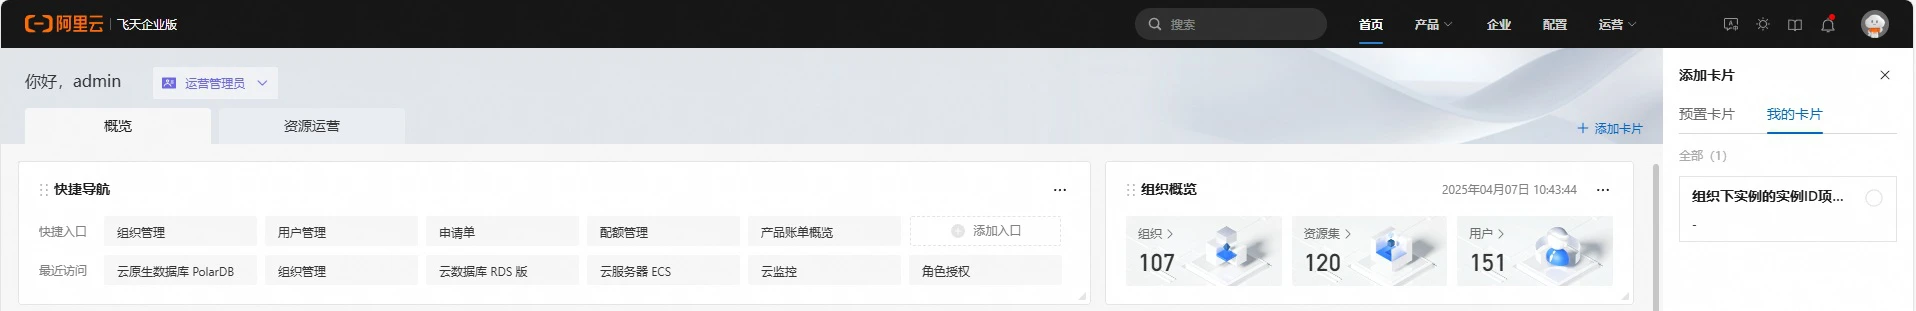 阿里云 飞天企业版 搜索 首页 产品 企业 配置 运营
你好，admin 运营管理员
概览 资源运营
+ 添加卡片
快捷导航 ...
快捷入口 组织管理 用户管理 申请单 配额管理 产品账单概览 添加入口
最近访问 云原生数据库 PolarDB 组织管理 云数据库 RDS 版 云服务器 ECS 云监控 角色授权
组织概览 2025年04月07日 10:43:44 ...
组织 > 资源集 > 用户 >
107 120 151
添加卡片
预置卡片 我的卡片
全部（1）
组织下实例的实例ID项...
-